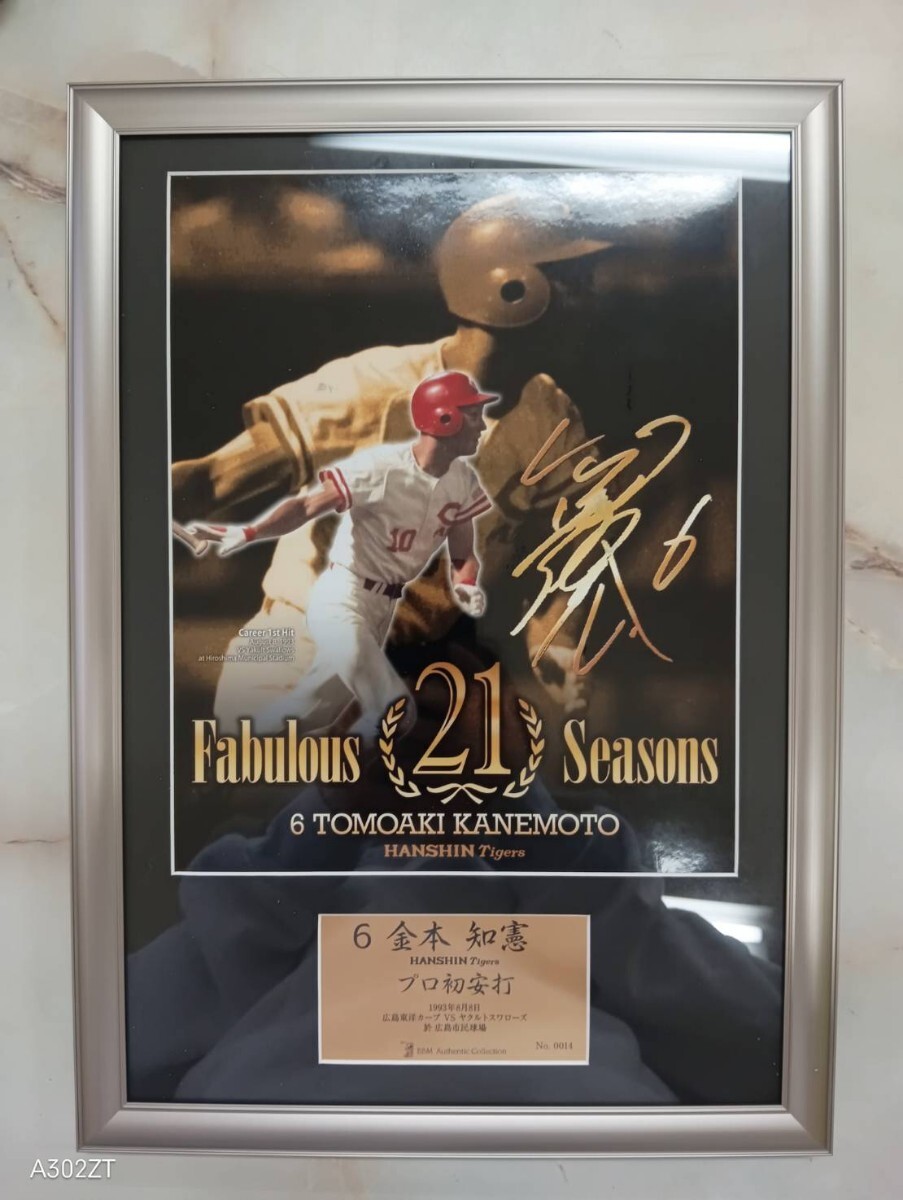 10
6
Career 1st Hit
at Hiroshima Municipal Stadium
Fabulous 21 Seasons
6 TOMOAKI KANEMOTO
HANSHIN Tigers
6 金本 知憲
HANSHIN Tigers
プロ初安打
1993年8月8日
広島東洋カープ VS ヤクルトスワローズ
於 広島市民球場
BBM Authentic Collection
No. 0014
A302ZT